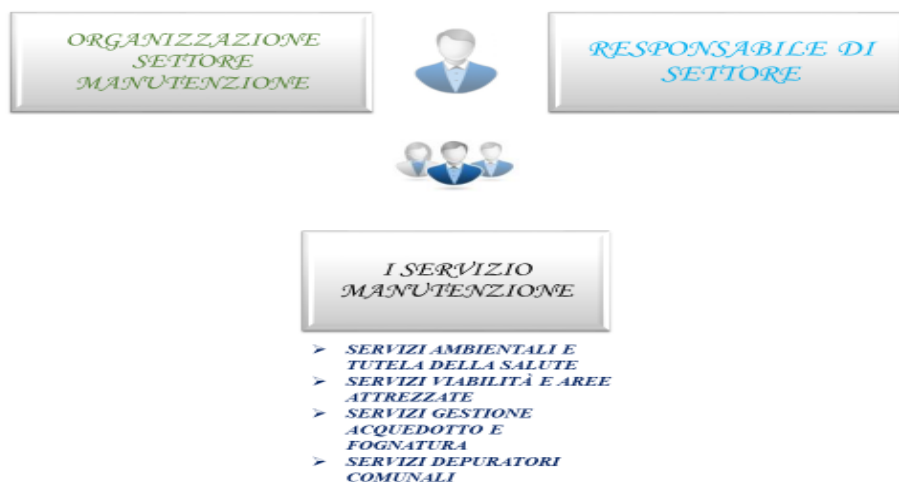 ORGANIZZAZIONE
SETTORE
MANUTENZIONE
RESPONSABILE DI
SETTORE
I SERVIZIO
MANUTENZIONE
➢ SERVIZI AMBIENTALI E
TUTELA DELLA SALUTE
➢ SERVIZI VIABILITÀ E AREE
ATTREZZATE
➢ SERVIZI GESTIONE
ACQUEDOTTO E
FOGNATURA
➢ SERVIZI DEPURATORI
COMUNALI